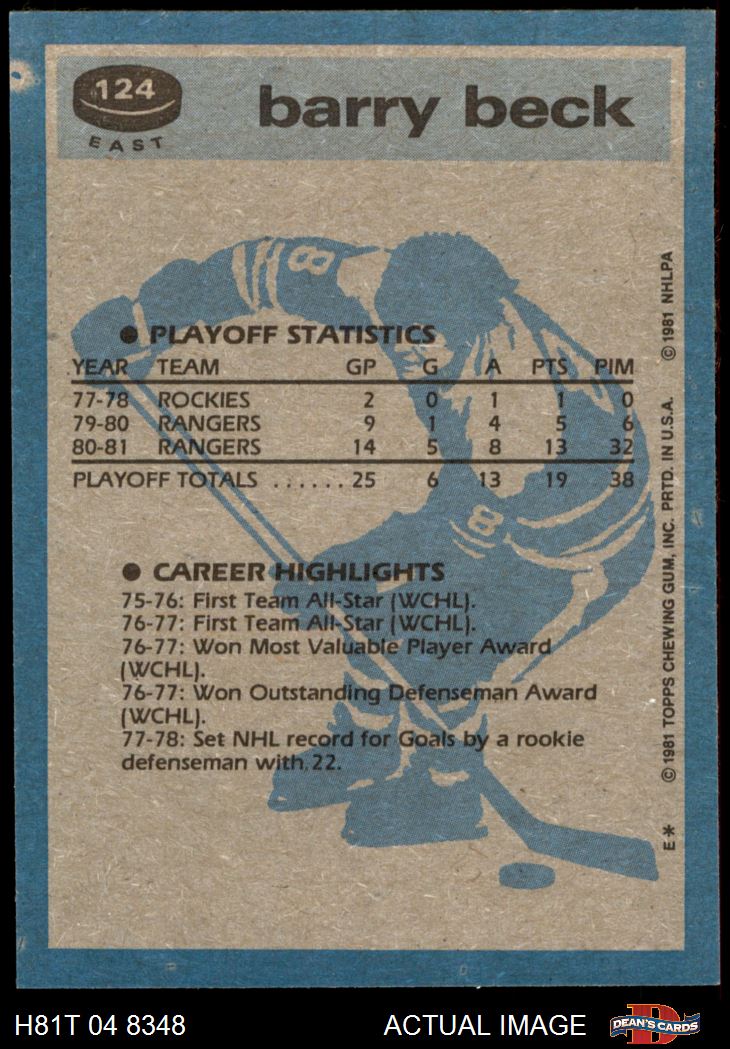 124
EAST
barry beck
● PLAYOFF STATISTICS
YEAR TEAM GP G A PTS PIM
77-78 ROCKIES 2 0 1 1 0
79-80 RANGERS 9 1 4 5 6
80-81 RANGERS 14 5 8 13 32
PLAYOFF TOTALS ......25 6 13 19 38
● CAREER HIGHLIGHTS
75-76: First Team All-Star (WCHL).
76-77: First Team All-Star (WCHL).
76-77: Won Most Valuable Player Award
(WCHL).
76-77: Won Outstanding Defenseman Award
(WCHL).
77-78: Set NHL record for Goals by a rookie
defenseman with 22.
8
8
E* © 1981 TOPPS CHEWING GUM, INC. PRTD. IN U.S.A. © 1981 NHLPA
H81T 04 8348
ACTUAL IMAGE
D
DEAN'S CARDS